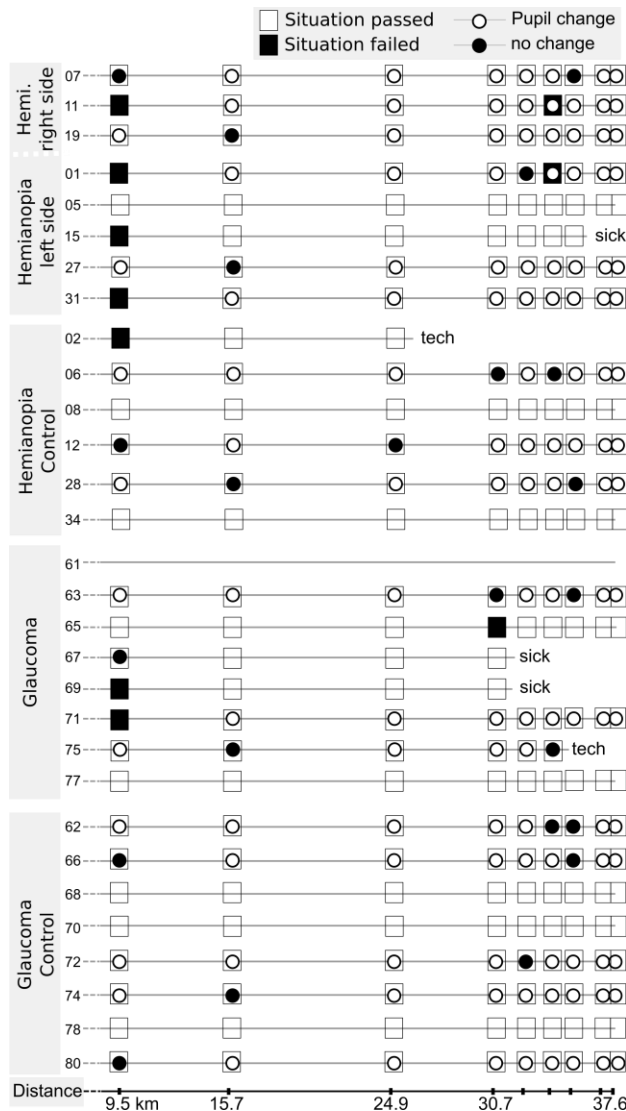 Situation passed
Pupil change
Situation failed
no change
Hemi.
right side
07
11
19
Hemianopia
left side
01
05
15
sick
27
31
Hemianopia
Control
02
tech
06
08
12
28
34
Glaucoma
61
63
65
67
sick
69
sick
71
75
tech
77
Glaucoma
Control
62
66
68
70
72
74
78
80
Distance
9.5 km 15.7 24.9 30.7 37.6